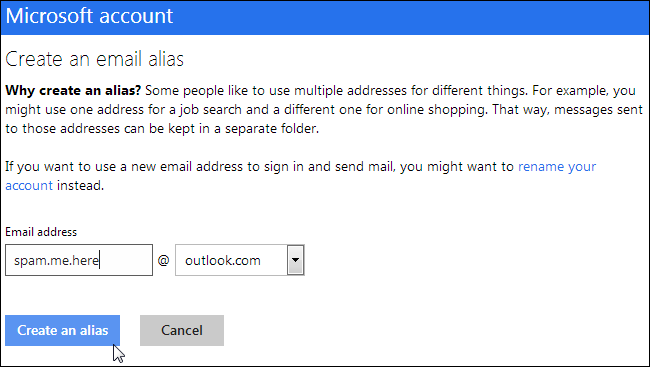 Microsoft account
Create an email alias
Why create an alias? Some people like to use multiple addresses for different things. For example, you
might use one address for a job search and a different one for online shopping. That way, messages sent
to those addresses can be kept in a separate folder.
If you want to use a new email address to sign in and send mail, you might want to rename your
account instead.
Email address
spam.me.here @ outlook.com
Create an alias Cancel